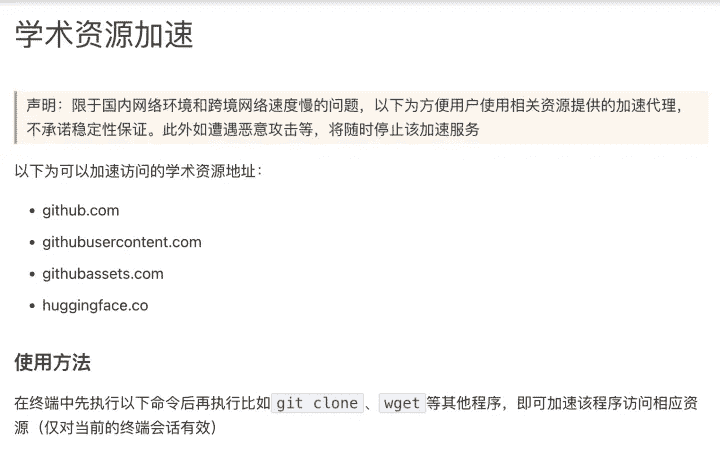 学术资源加速
声明：限于国内网络环境和跨境网络速度慢的问题，以下为方便用户使用相关资源提供的加速代理，
不承诺稳定性保证。此外如遭遇恶意攻击等，将随时停止该加速服务
以下为可以加速访问的学术资源地址：
• github.com
• githubusercontent.com
• githubassets.com
• huggingface.co
使用方法
在终端中先执行以下命令后再执行比如 git clone 、 wget 等其他程序，即可加速该程序访问相应资
源（仅对当前的终端会话有效）